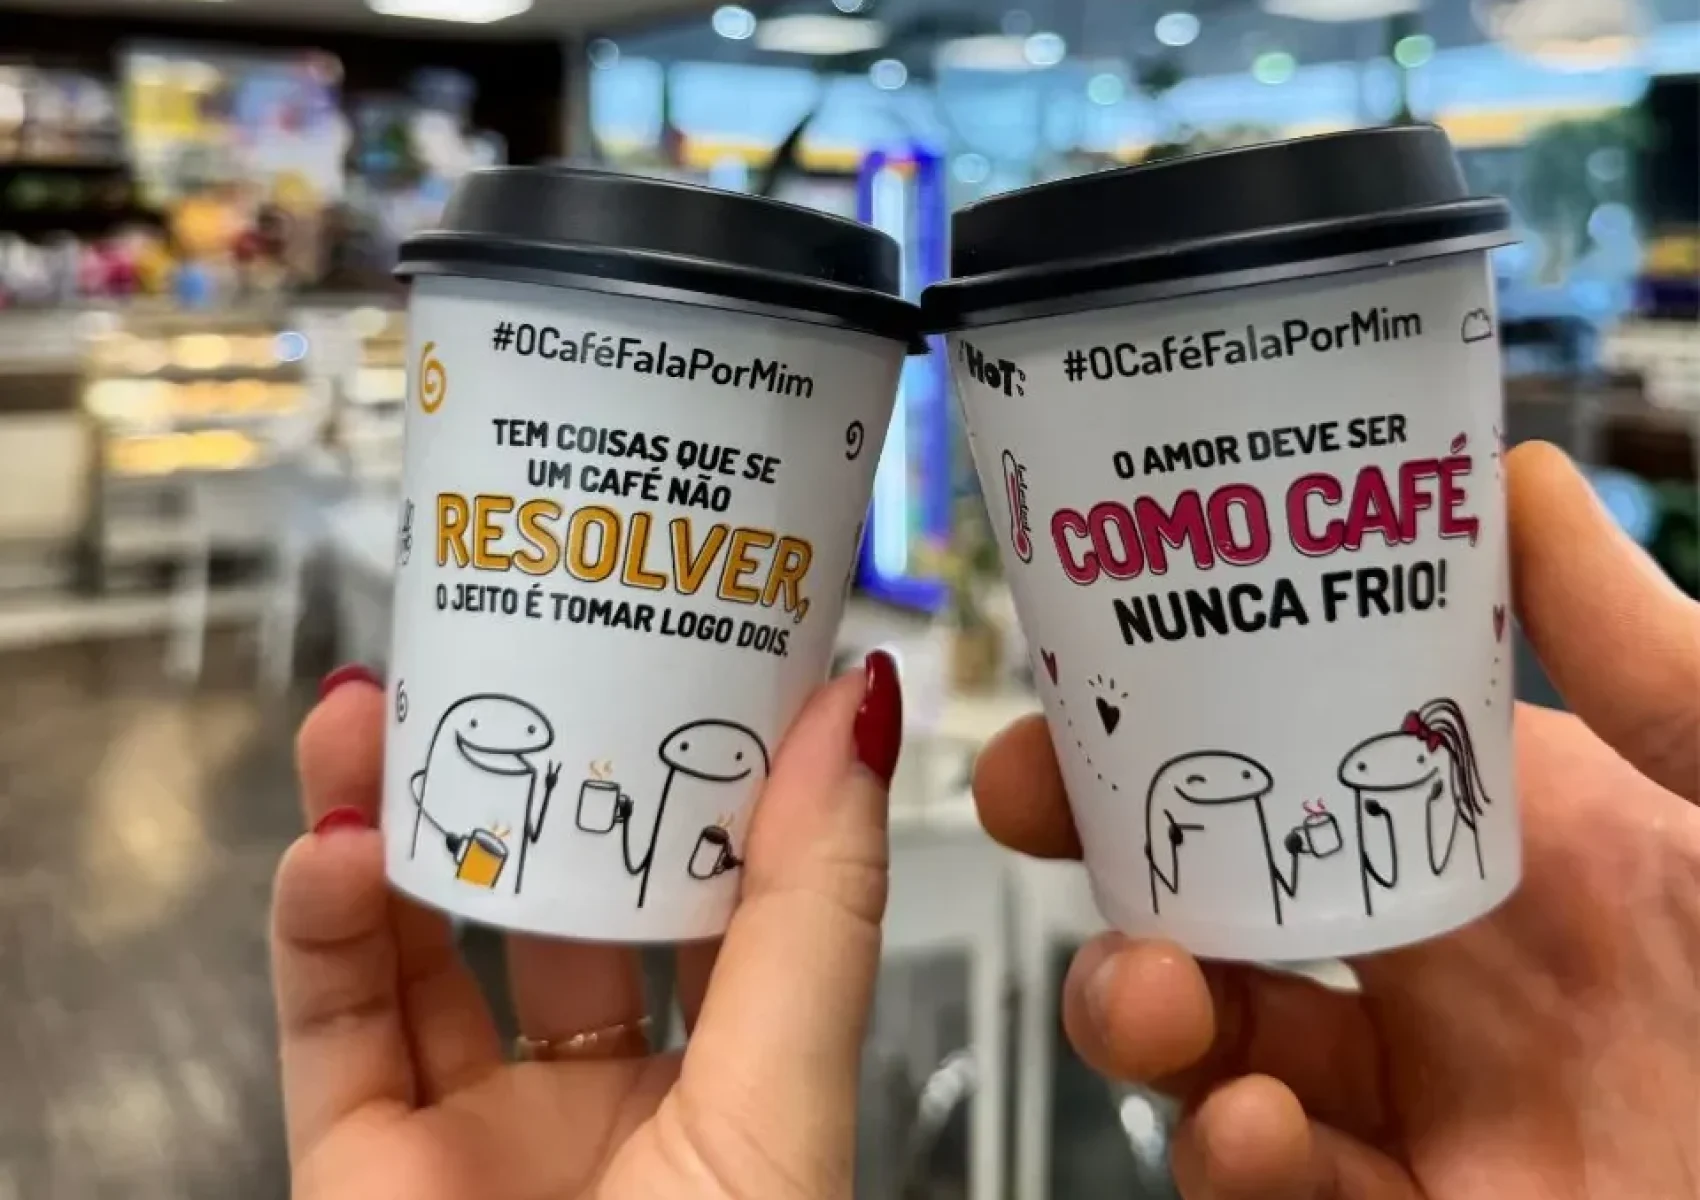 #OCaféFalaPorMim
TEM COISAS QUE SE
UM CAFÉ NÃO
RESOLVER,
O JEITO É TOMAR LOGO DOIS.
#OCaféFalaPorMim
HOT
O AMOR DEVE SER
COMO CAFÉ,
NUNCA FRIO!